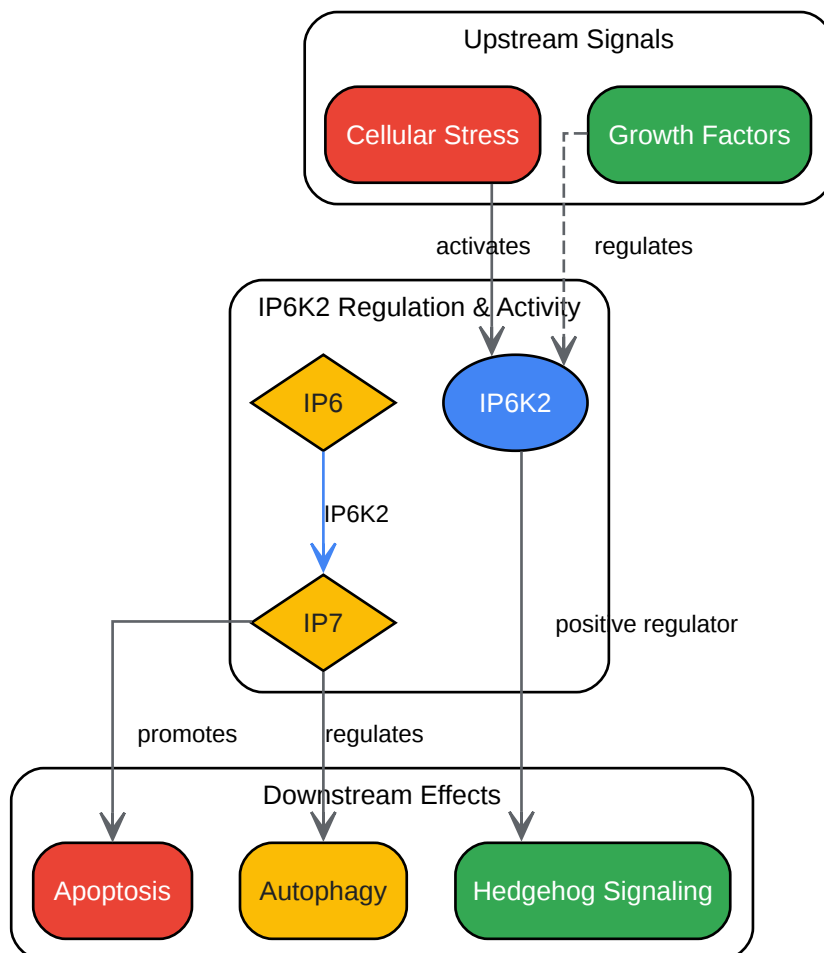 Upstream Signals
Cellular Stress
Growth Factors
activates
regulates
IP6K2 Regulation & Activity
IP6
IP6K2
IP6K2
IP7
positive regulator
promotes
regulates
Downstream Effects
Apoptosis
Autophagy
Hedgehog Signaling